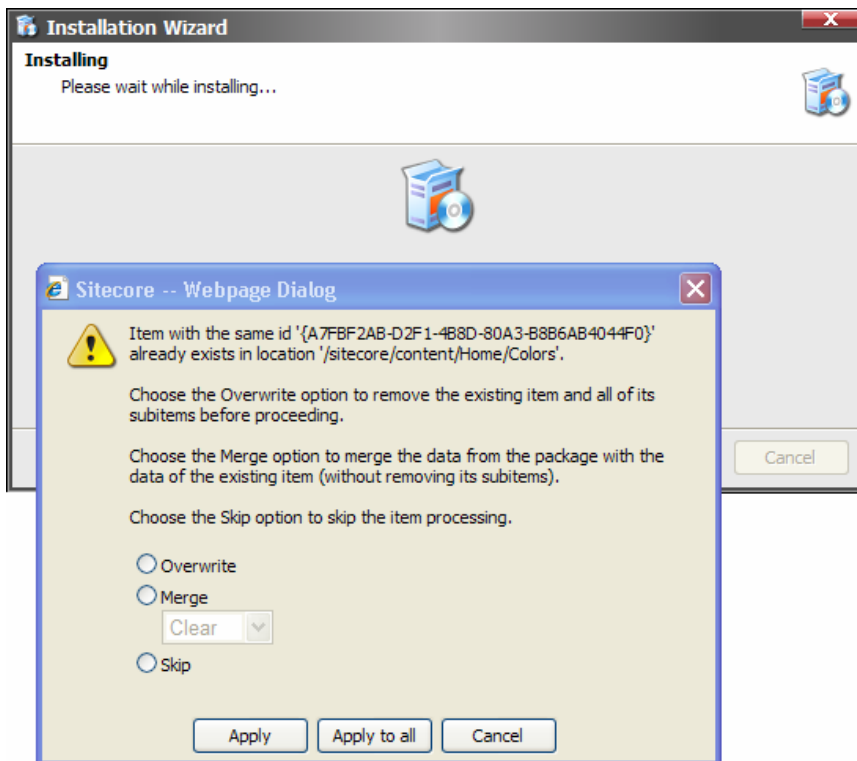 Installation Wizard
Installing
Please wait while installing...
Sitecore -- Webpage Dialog
Item with the same id '{A7FBF2AB-D2F1-4B8D-80A3-B8B6AB4044F0}'
already exists in location '/sitecore/content/Home/Colors'.
Choose the Overwrite option to remove the existing item and all of its
subitems before proceeding.
Choose the Merge option to merge the data from the package with the
data of the existing item (without removing its subitems).
Cancel
Choose the Skip option to skip the item processing.
Overwrite
Merge
Clear
Skip
Apply
Apply to all
Cancel